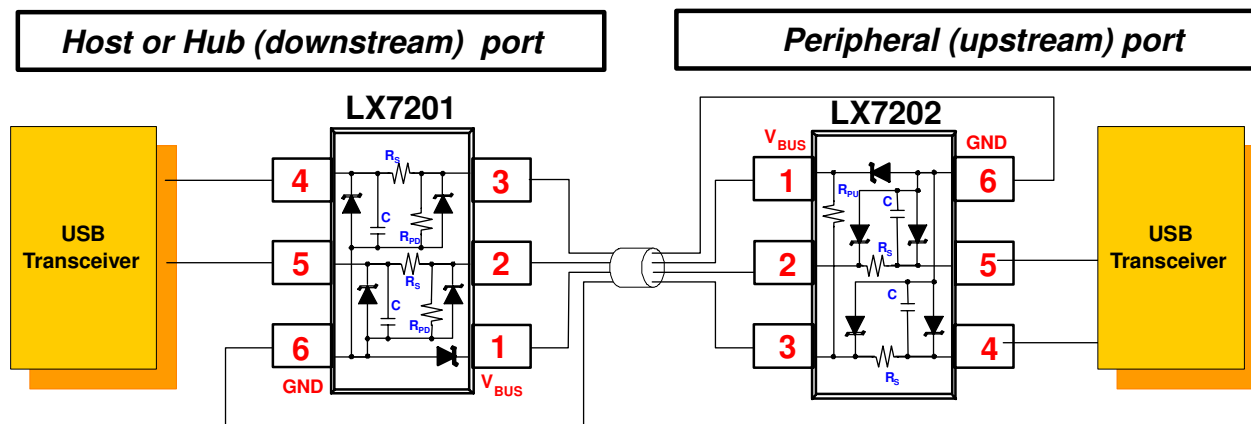 Host or Hub (downstream) port
Peripheral (upstream) port
LX7201
LX7202
USB
Transceiver
4
5
6
GND
R_S
C
R_PD
R_S
C
R_PD
3
2
1
V_BUS
V_BUS
1
2
3
R_PU
C
R_S
C
R_S
GND
6
5
4
USB
Transceiver